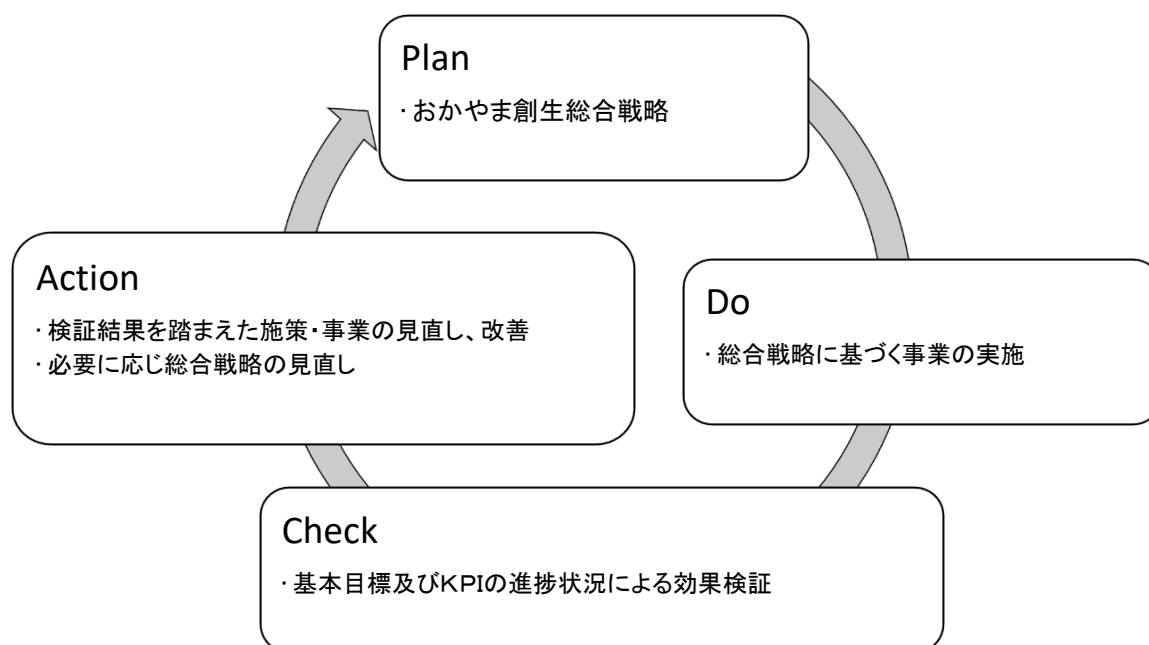 Plan
・おかやま創生総合戦略
Action
・検証結果を踏まえた施策・事業の見直し、改善
・必要に応じ総合戦略の見直し
Do
・総合戦略に基づく事業の実施
Check
・基本目標及びKPIの進捗状況による効果検証